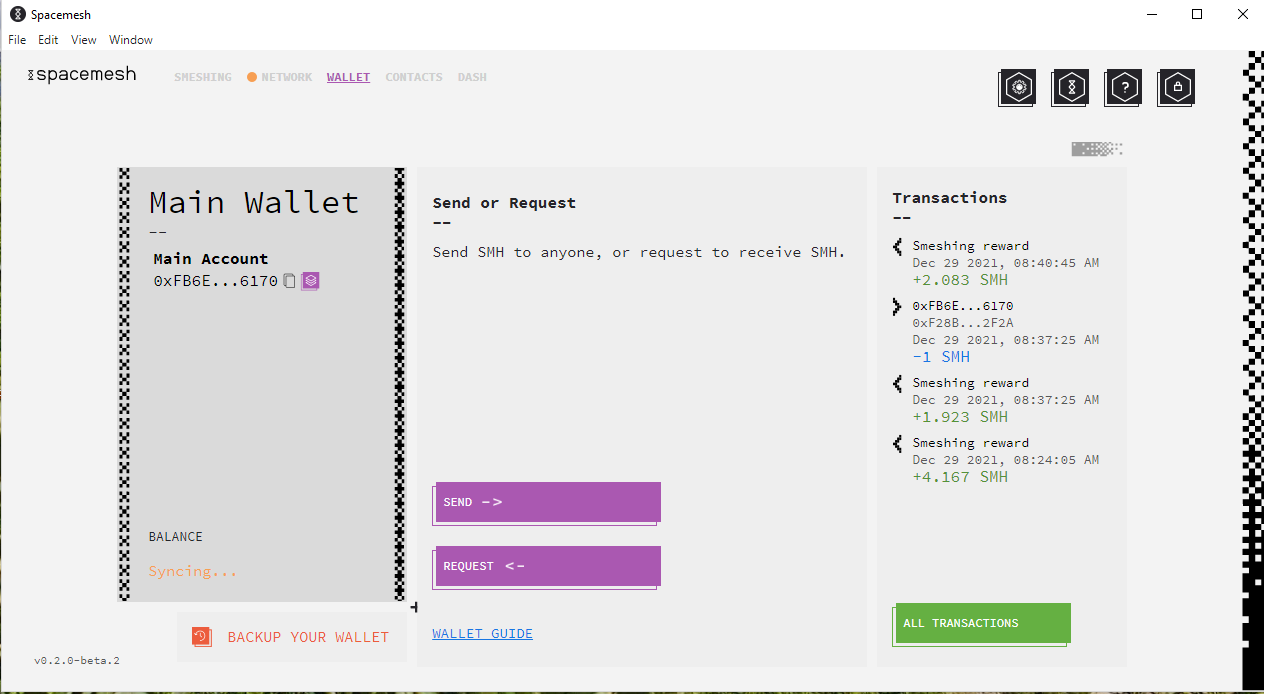 Spacemesh
File Edit View Window
spacemesh
SMESHING NETWORK WALLET CONTACTS DASH
?
Main Wallet
--
Main Account
0xFB6E...6170
BALANCE
Syncing...
BACKUP YOUR WALLET
v0.2.0-beta.2
Send or Request
--
Send SMH to anyone, or request to receive SMH.
SEND ->
REQUEST <-
WALLET GUIDE
Transactions
--
Smeshing reward
Dec 29 2021, 08:40:45 AM
+2.083 SMH
0xFB6E...6170
0xF28B...2F2A
Dec 29 2021, 08:37:25 AM
-1 SMH
Smeshing reward
Dec 29 2021, 08:37:25 AM
+1.923 SMH
Smeshing reward
Dec 29 2021, 08:24:05 AM
+4.167 SMH
ALL TRANSACTIONS